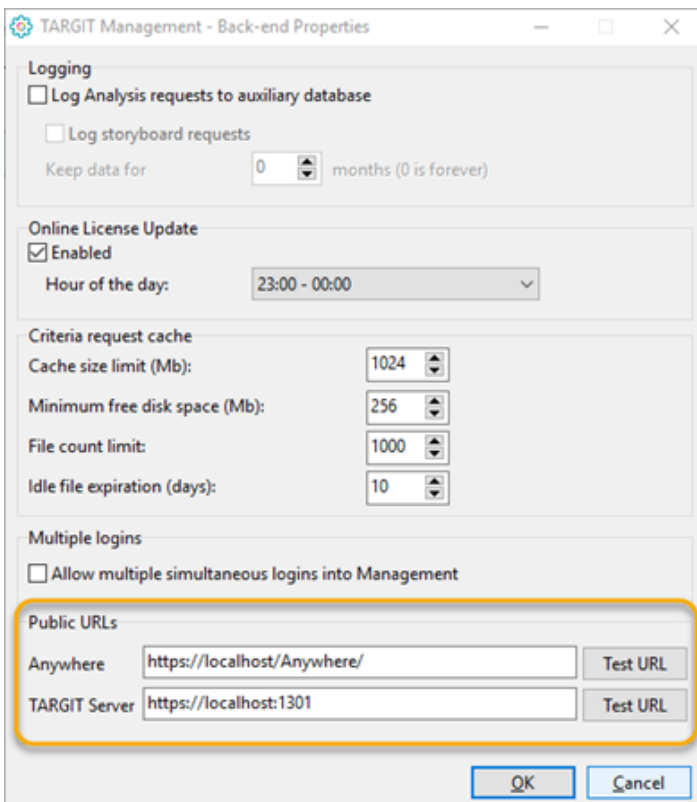 TARGIT Management - Back-end Properties
Logging
Log Analysis requests to auxiliary database
Log storyboard requests
Keep data for 0 months (0 is forever)
Online License Update
Enabled
Hour of the day: 23:00 - 00:00
Criteria request cache
Cache size limit (Mb): 1024
Minimum free disk space (Mb): 256
File count limit: 1000
Idle file expiration (days): 10
Multiple logins
Allow multiple simultaneous logins into Management
Public URLs
Anywhere https://localhost/Anywhere/ Test URL
TARGIT Server https://localhost:1301 Test URL
OK Cancel